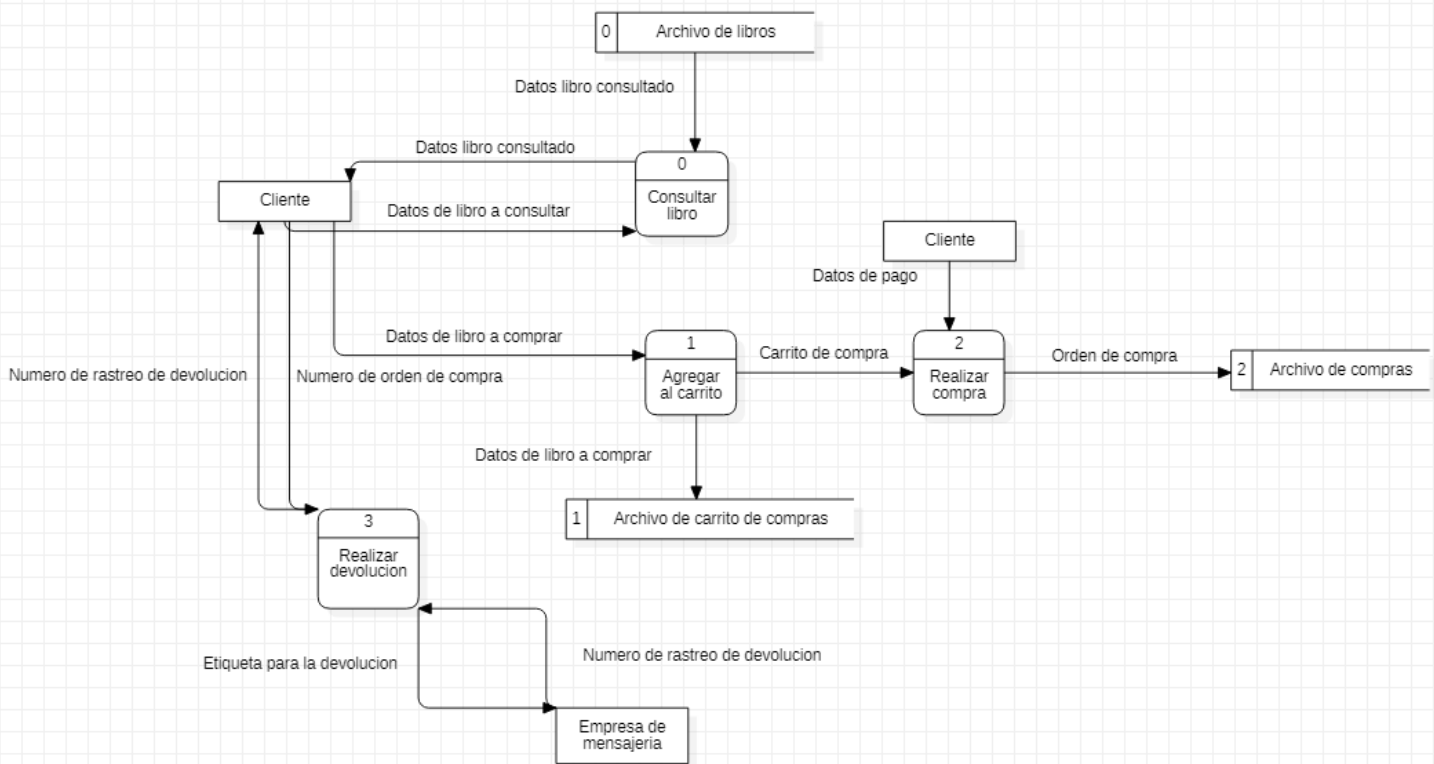 0
Archivo de libros
Datos libro consultado
Datos libro consultado
0
Consultar
libro
Cliente
Datos de libro a consultar
Cliente
Datos de pago
Datos de libro a comprar
1
Agregar
al carrito
Carrito de compra
2
Realizar
compra
Orden de compra
2
Archivo de compras
Numero de rastreo de devolucion
Numero de orden de compra
Datos de libro a comprar
1
Archivo de carrito de compras
3
Realizar
devolucion
Etiqueta para la devolucion
Numero de rastreo de devolucion
Empresa de
mensajeria